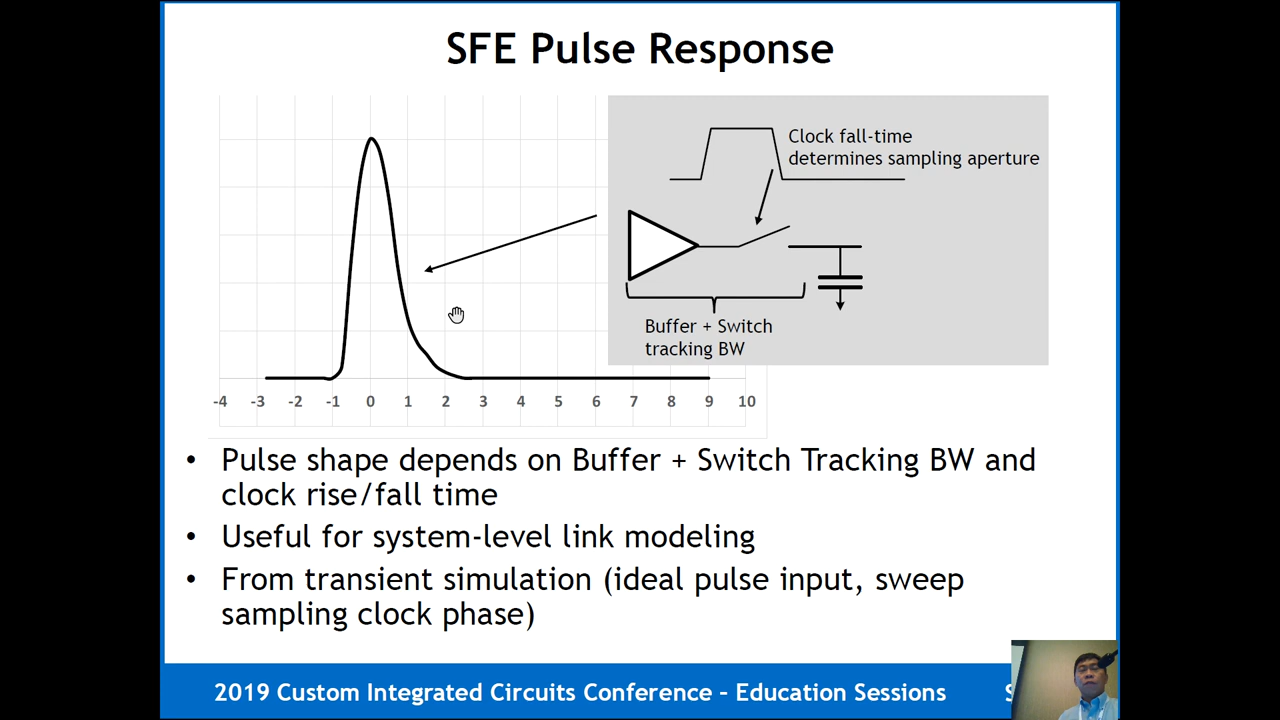 SFE Pulse Response
Clock fall-time
determines sampling aperture
Buffer + Switch
tracking BW
-4 -3 -2 -1 0 1 2 3 4 5 6 7 8 9 10
• Pulse shape depends on Buffer + Switch Tracking BW and
clock rise/fall time
• Useful for system-level link modeling
• From transient simulation (ideal pulse input, sweep
sampling clock phase)
2019 Custom Integrated Circuits Conference – Education Sessions